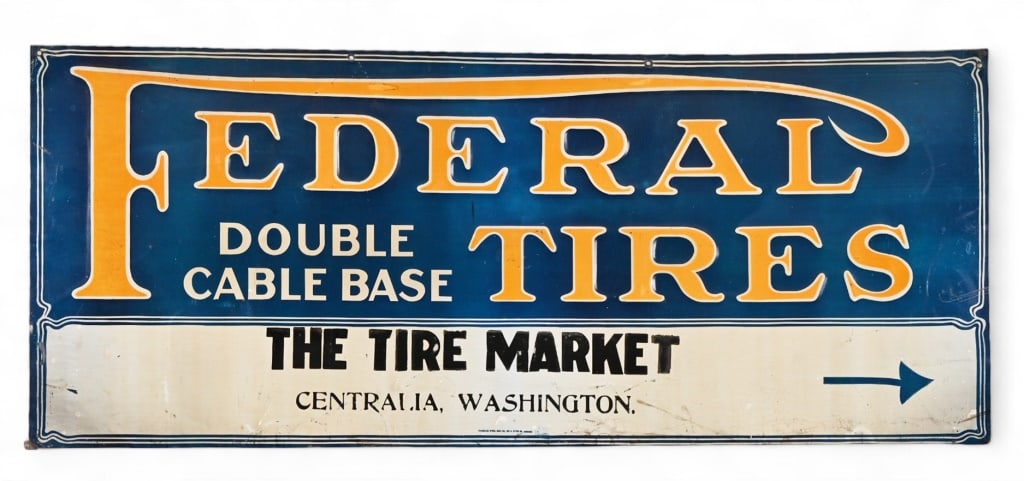 FEDERAL
DOUBLE
CABLE BASE
TIRES
THE TIRE MARKET
CENTRALIA, WASHINGTON.